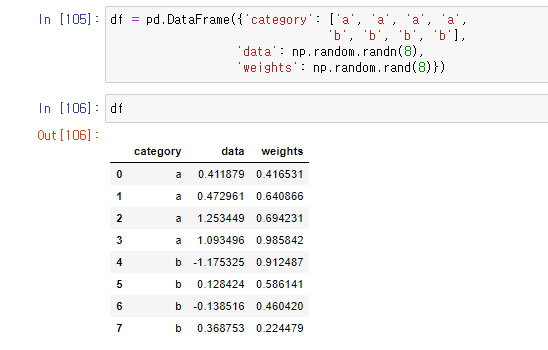 In [105]: df = pd.DataFrame({'category': ['a', 'a', 'a', 'a',
'b', 'b', 'b', 'b'],
'data': np.random.randn(8),
'weights': np.random.rand(8)})
In [106]: df
Out[106]:
category data weights
0 a 0.411879 0.416531
1 a 0.472961 0.640866
2 a 1.253449 0.694231
3 a 1.093496 0.985842
4 b -1.175325 0.912487
5 b 0.128424 0.586141
6 b -0.138516 0.460420
7 b 0.368753 0.224479